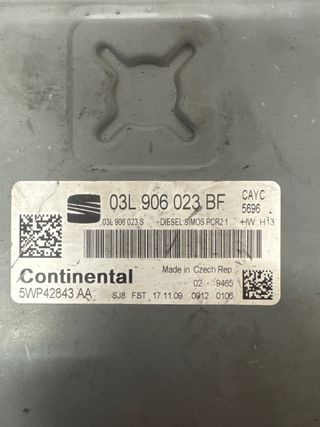 03L 906 023 BF
CAYC
5696
03L 906 023 S -DIESEL SIMOS PCR2 1 -HW H13
Continental
5WP42843 AA
Made in Czech Rep
02 - 9465
SJ8 FST 17.11.09 0012 0106